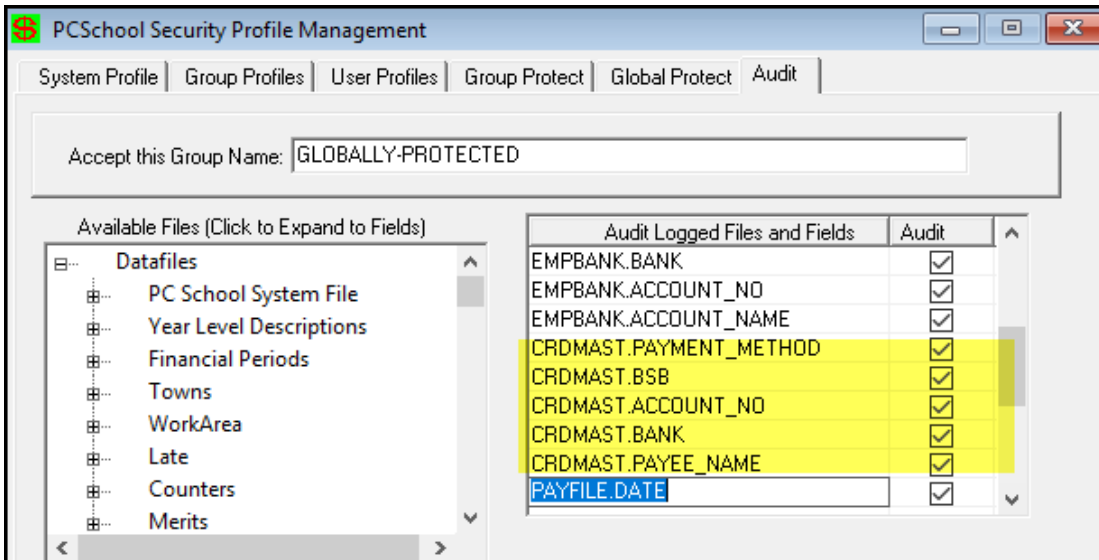 PCSchool Security Profile Management
System Profile Group Profiles User Profiles Group Protect Global Protect Audit
Accept this Group Name: GLOBALLY-PROTECTED
Available Files (Click to Expand to Fields)
Datafiles
PC School System File
Year Level Descriptions
Financial Periods
Towns
WorkArea
Late
Counters
Merits
Audit Logged Files and Fields Audit
EMPBANK.BANK
EMPBANK.ACCOUNT_NO
EMPBANK.ACCOUNT_NAME
CRDMAST.PAYMENT_METHOD
CRDMAST.BSB
CRDMAST.ACCOUNT_NO
CRDMAST.BANK
CRDMAST.PAYEE_NAME
PAYFILE.DATE